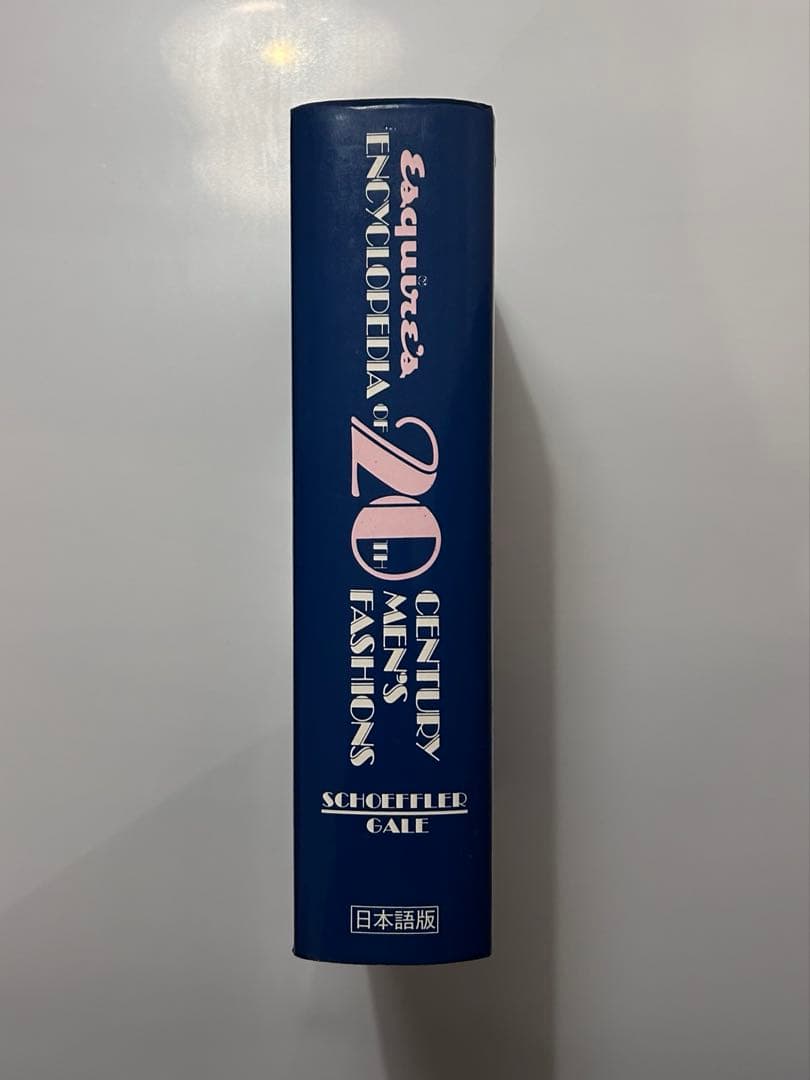 Esquire's
ENCYCLOPEDIA OF
20TH
CENTURY
MEN'S
FASHIONS
SCHOEFFLER
GALE
日本語版